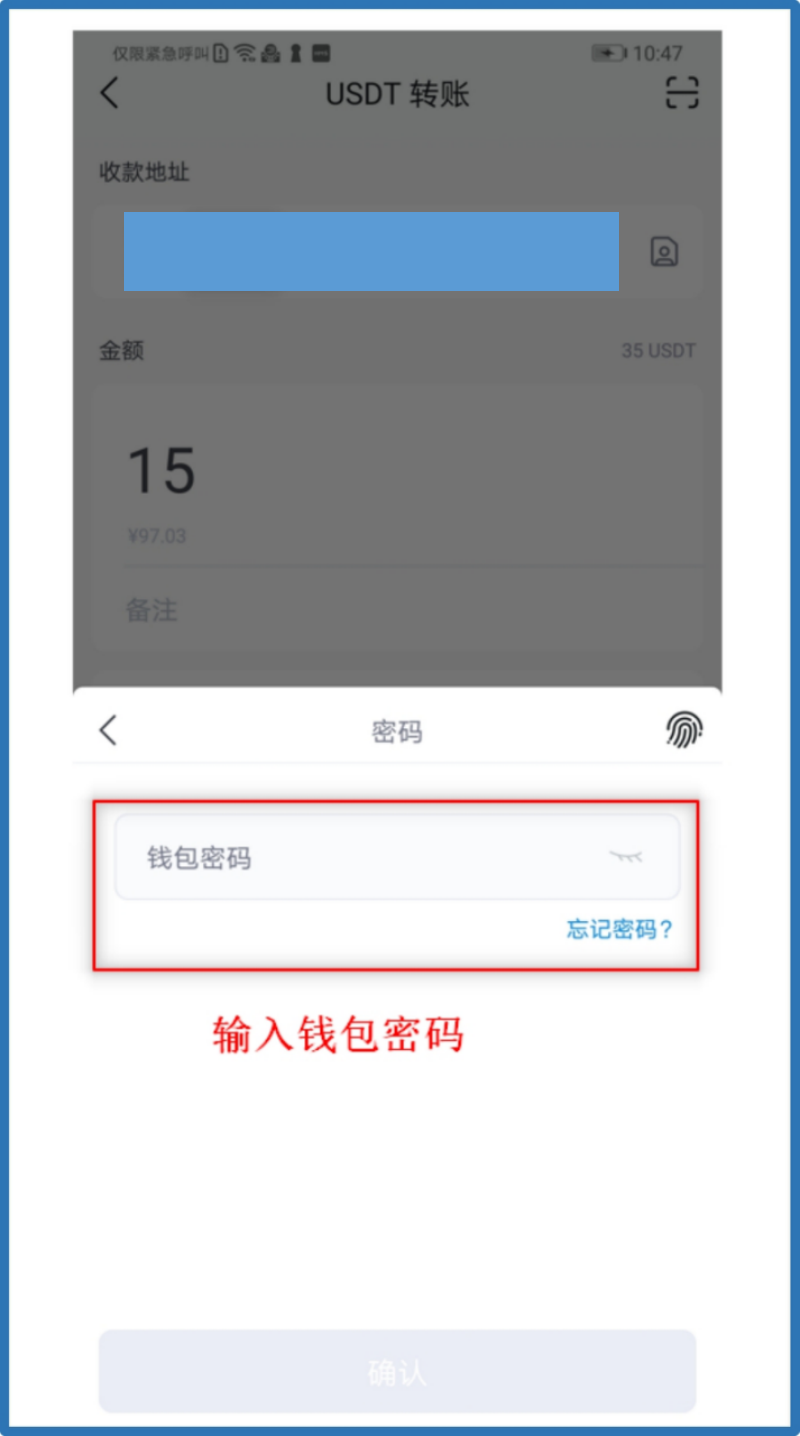 仅限紧急呼叫 10:47
USDT 转账
收款地址
金额 35 USDT
15
¥97.03
备注
密码
钱包密码
忘记密码?
输入钱包密码
确认